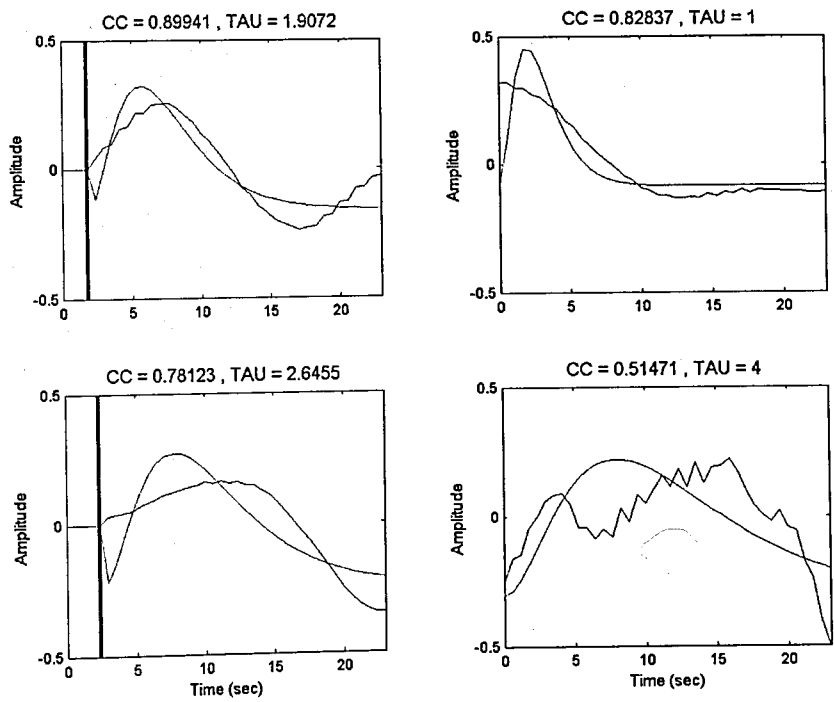 CC = 0.89941 , TAU = 1.9072
0.5
0
-0.5
Amplitude
0 5 10 15 20
CC = 0.82837 , TAU = 1
0.5
0
-0.5
Amplitude
0 5 10 15 20
CC = 0.78123 , TAU = 2.6455
0.5
0
-0.5
Amplitude
0 5 10 15 20
Time (sec)
CC = 0.51471 , TAU = 4
0.5
0
-0.5
Amplitude
0 5 10 15 20
Time (sec)